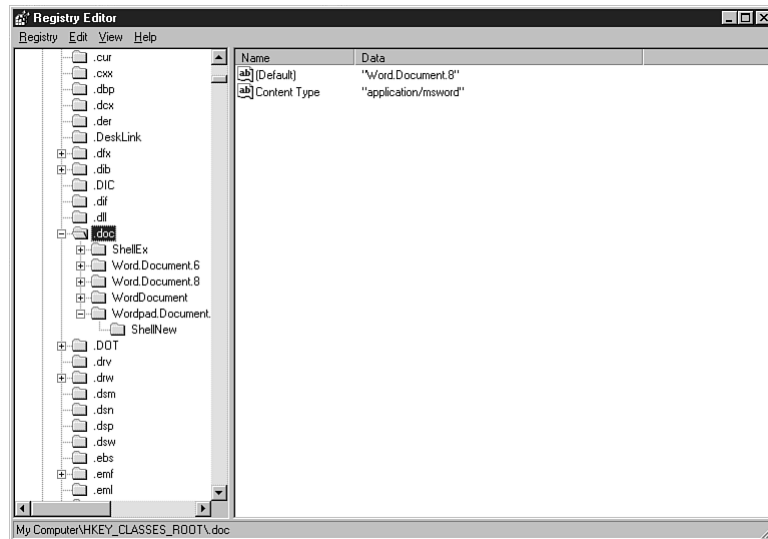 Registry Editor
Registry Edit View Help
Name Data
(Default) "Word.Document.8"
Content Type "application/msword"
.cur
.cxx
.dbp
.dcx
.der
.DeskLink
.dfx
.dib
.DIC
.dif
.dll
.doc
ShellEx
Word.Document.6
Word.Document.8
WordDocument
Wordpad.Document.
ShellNew
.DOT
.drv
.drw
.dsm
.dsn
.dsp
.dsw
.ebs
.emf
.eml
My Computer\HKEY_CLASSES_ROOT\.doc